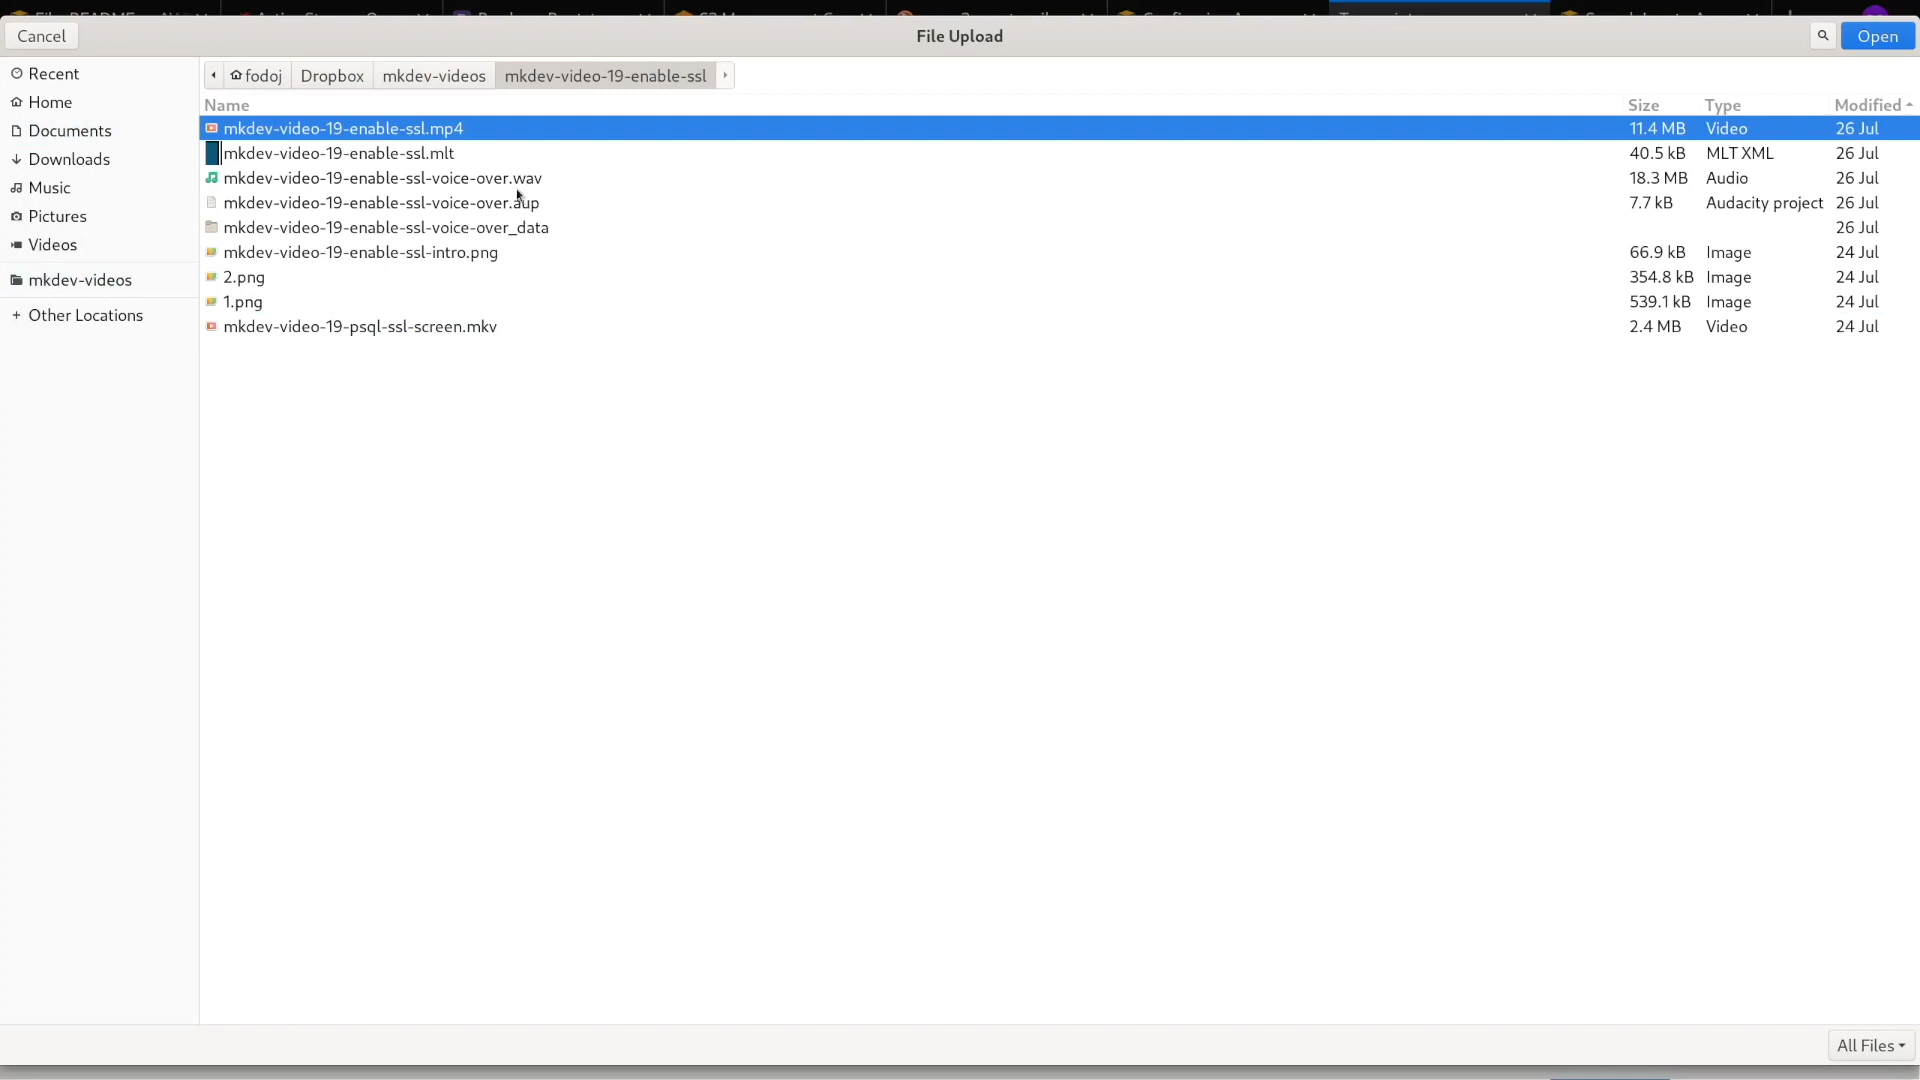 Cancel
File Upload
Open
Recent
Home
Documents
Downloads
Music
Pictures
Videos
mkdev-videos
Other Locations
fodoj Dropbox mkdev-videos mkdev-video-19-enable-ssl
Name Size Type Modified
mkdev-video-19-enable-ssl.mp4 11.4 MB Video 26 Jul
mkdev-video-19-enable-ssl.mlt 40.5 kB MLT XML 26 Jul
mkdev-video-19-enable-ssl-voice-over.wav 18.3 MB Audio 26 Jul
mkdev-video-19-enable-ssl-voice-over.aup 7.7 kB Audacity project 26 Jul
mkdev-video-19-enable-ssl-voice-over_data 26 Jul
mkdev-video-19-enable-ssl-intro.png 66.9 kB Image 24 Jul
2.png 354.8 kB Image 24 Jul
1.png 539.1 kB Image 24 Jul
mkdev-video-19-psql-ssl-screen.mkv 2.4 MB Video 24 Jul
All Files